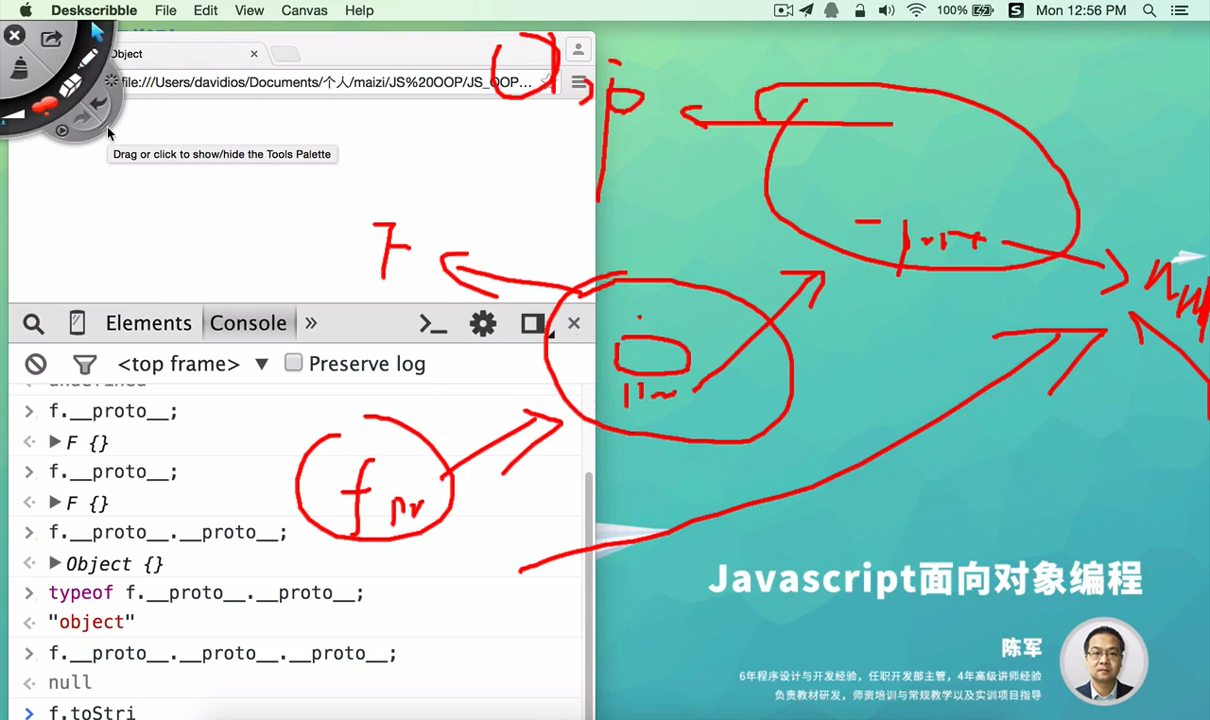 Deskscribble File Edit View Canvas Help 100% Mon 12:56 PM
Object
file:///Users/davidios/Documents/个人/maizi/JS%20OOP/JS_OOP...
Drag or click to show/hide the Tools Palette
F
f
Elements Console »
<top frame> ▼ Preserve log
undefined
f.__proto__;
F {}
f.__proto__;
F {}
f.__proto__.__proto__;
Object {}
typeof f.__proto__.__proto__;
"object"
f.__proto__.__proto__.__proto__;
null
f.toStri
Javascript面向对象编程
陈军
6年程序设计与开发经验，任职开发部主管，4年高级讲师经验
负责教材研发，师资培训与常规教学以及实训项目指导